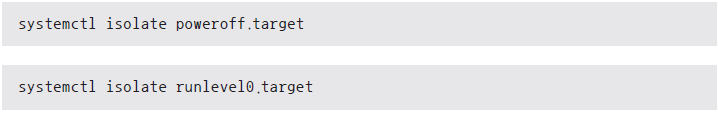 systemctl isolate poweroff.target
systemctl isolate runlevel0.target